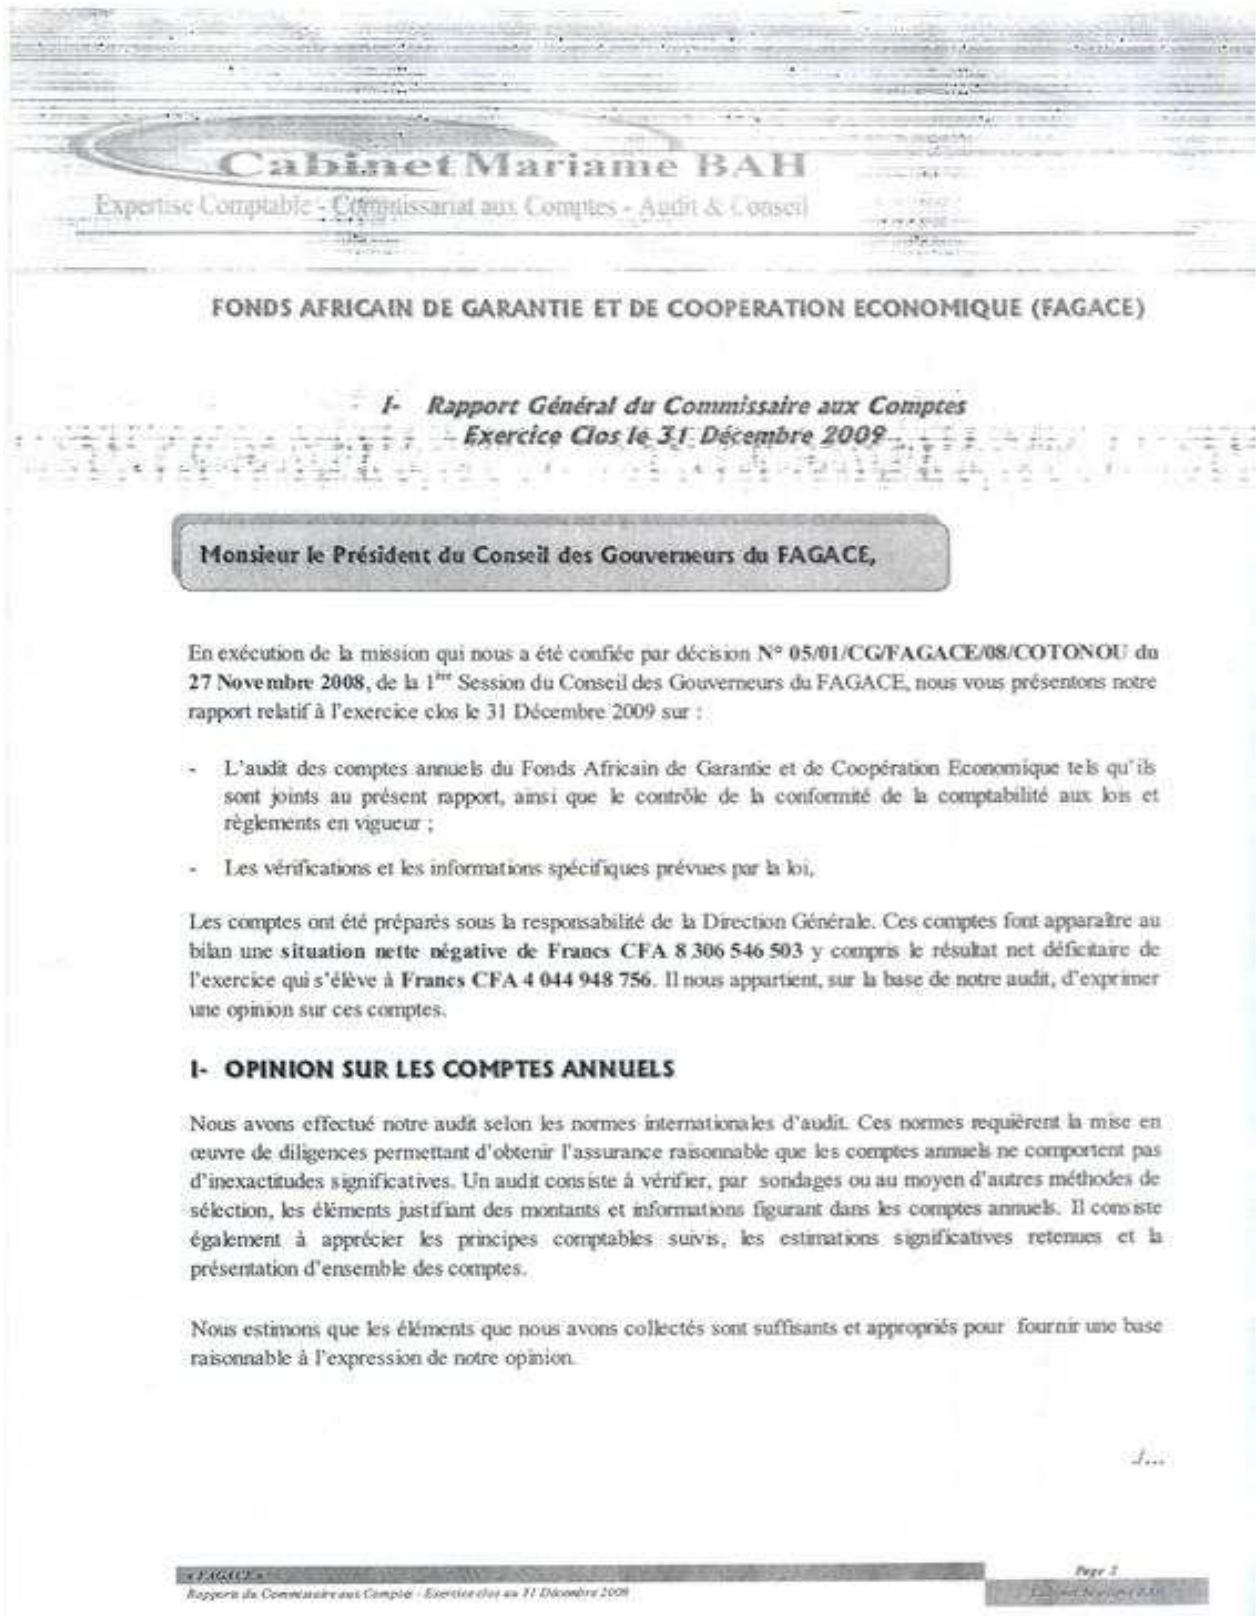 Cabinet Mariame BAH
Expertise Comptable - Commissariat aux Comptes - Audit & Conseil
FONDS AFRICAIN DE GARANTIE ET DE COOPERATION ECONOMIQUE (FAGACE)
I- Rapport Général du Commissaire aux Comptes
- Exercice Clos le 31 Décembre 2009
Monsieur le Président du Conseil des Gouverneurs du FAGACE,
En exécution de la mission qui nous a été confiée par décision N° 05/01/CG/FAGACE/08/COTONOU du
27 Novembre 2008, de la 1ère Session du Conseil des Gouverneurs du FAGACE, nous vous présentons notre
rapport relatif à l'exercice clos le 31 Décembre 2009 sur :
- L'audit des comptes annuels du Fonds Africain de Garantie et de Coopération Economique tels qu'ils
sont joints au présent rapport, ainsi que le contrôle de la conformité de la comptabilité aux lois et
règlements en vigueur ;
- Les vérifications et les informations spécifiques prévues par la loi,
Les comptes ont été préparés sous la responsabilité de la Direction Générale. Ces comptes font apparaître au
bilan une situation nette négative de Francs CFA 8 306 546 503 y compris le résultat net déficitaire de
l'exercice qui s'élève à Francs CFA 4 044 948 756. Il nous appartient, sur la base de notre audit, d'exprimer
une opinion sur ces comptes.
I- OPINION SUR LES COMPTES ANNUELS
Nous avons effectué notre audit selon les normes internationales d'audit. Ces normes requièrent la mise en
œuvre de diligences permettant d'obtenir l'assurance raisonnable que les comptes annuels ne comportent pas
d'inexactitudes significatives. Un audit consiste à vérifier, par sondages ou au moyen d'autres méthodes de
sélection, les éléments justifiant des montants et informations figurant dans les comptes annuels. Il consiste
également à apprécier les principes comptables suivis, les estimations significatives retenues et la
présentation d'ensemble des comptes.
Nous estimons que les éléments que nous avons collectés sont suffisants et appropriés pour fournir une base
raisonnable à l'expression de notre opinion.
./...
« FAGACE »
Rapports du Commissaire aux Comptes - Exercice clos au 31 Décembre 2009
Page 2
Cabinet Mariame BAH